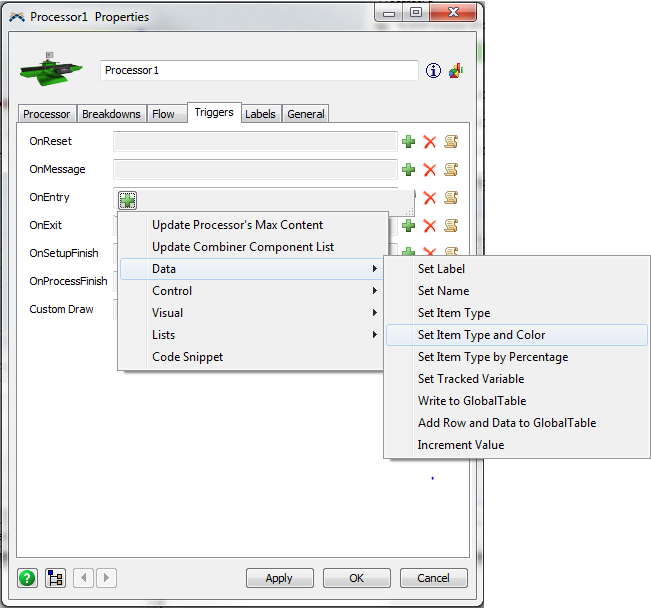 Processor1 Properties
Processor1
Processor Breakdowns Flow Triggers Labels General
OnReset
OnMessage
OnEntry
OnExit
OnSetupFinish
OnProcessFinish
Custom Draw
Update Processor's Max Content
Update Combiner Component List
Data
Control
Visual
Lists
Code Snippet
Set Label
Set Name
Set Item Type
Set Item Type and Color
Set Item Type by Percentage
Set Tracked Variable
Write to GlobalTable
Add Row and Data to GlobalTable
Increment Value
Apply OK Cancel